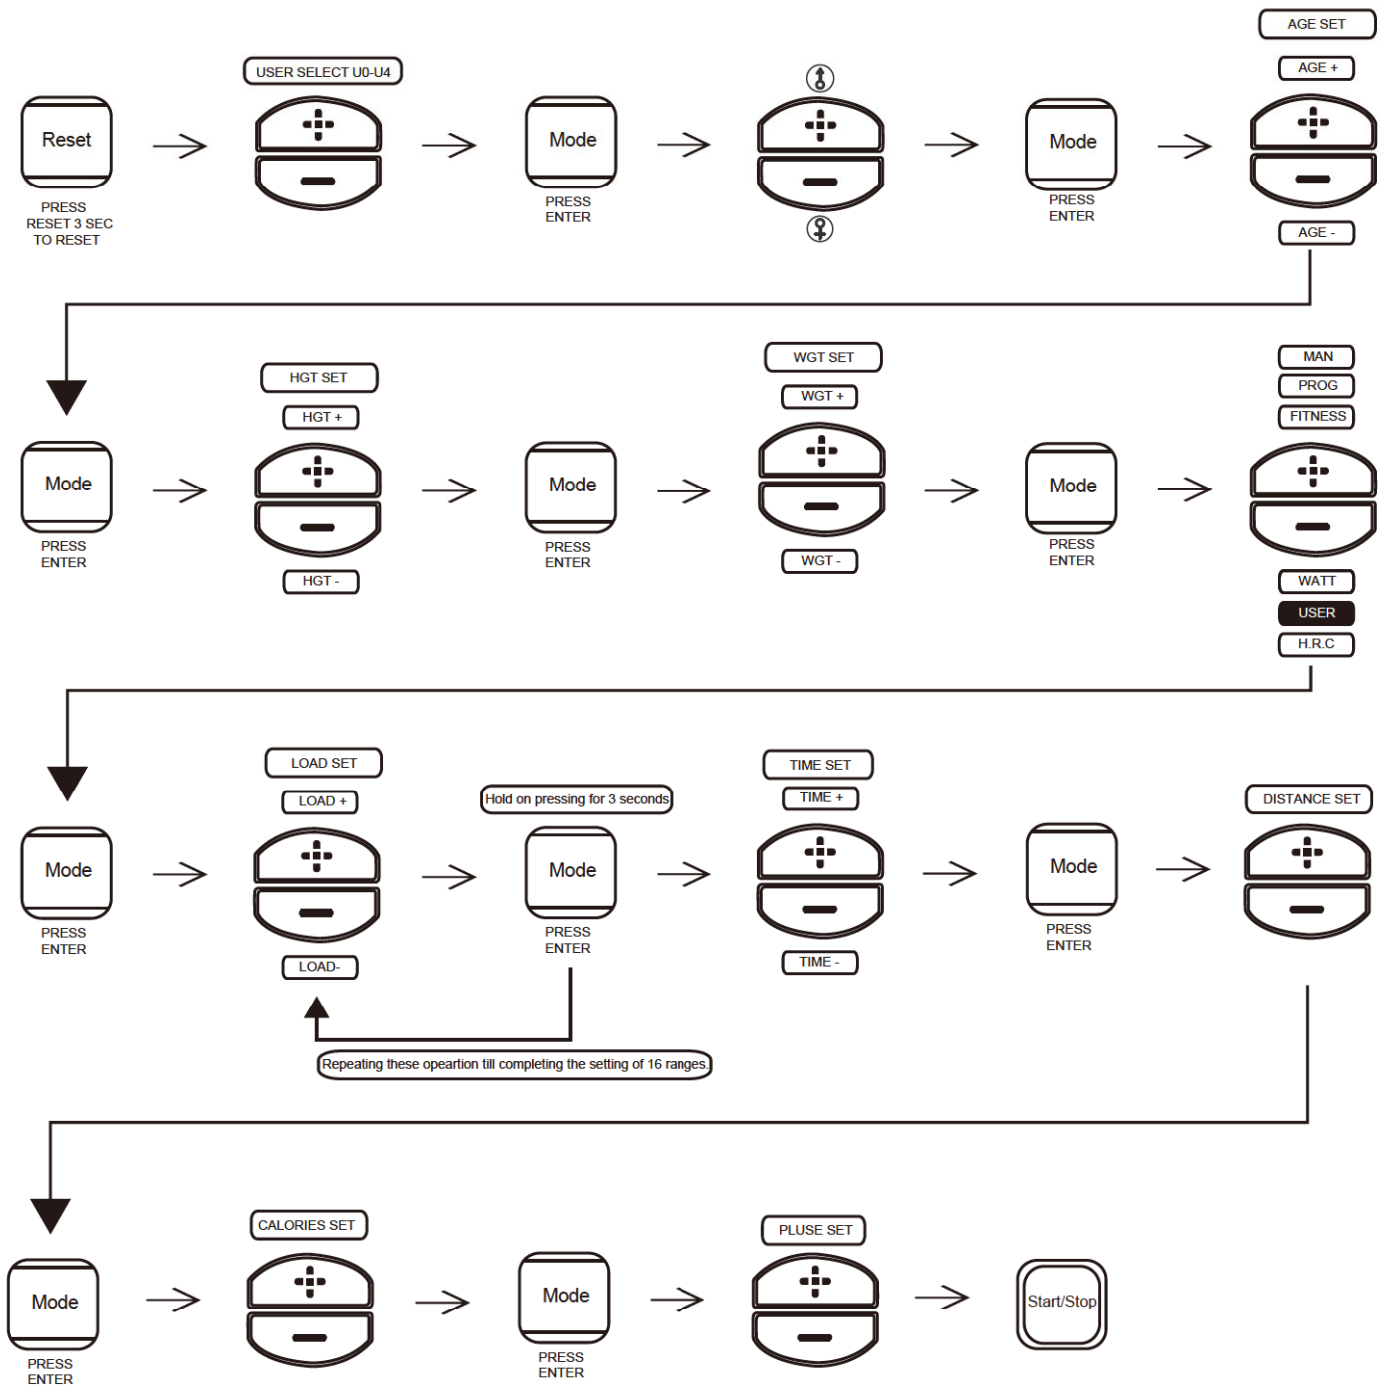 AGE SET
USER SELECT U0-U4
AGE +
Reset
Mode
Mode
PRESS
RESET 3 SEC
TO RESET
PRESS
ENTER
PRESS
ENTER
AGE -
HGT SET
HGT +
WGT SET
WGT +
MAN
PROG
FITNESS
Mode
Mode
Mode
PRESS
ENTER
HGT -
PRESS
ENTER
WGT -
PRESS
ENTER
WATT
USER
H.R.C
LOAD SET
LOAD +
Hold on pressing for 3 seconds
TIME SET
TIME +
DISTANCE SET
Mode
Mode
Mode
PRESS
ENTER
LOAD-
PRESS
ENTER
TIME -
PRESS
ENTER
Repeating these opeartion till completing the setting of 16 ranges.
CALORIES SET
PLUSE SET
Mode
Mode
Start/Stop
PRESS
ENTER
PRESS
ENTER